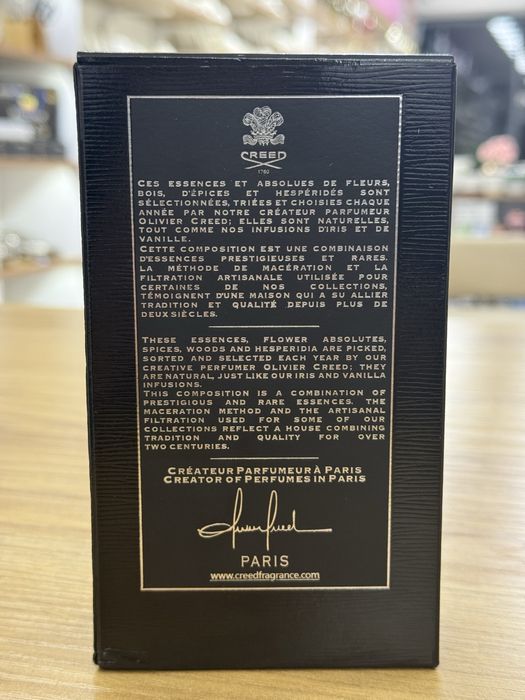 CREED
1760
CES ESSENCES ET ABSOLUES DE FLEURS,
BOIS, D'ÉPICES ET HESPÉRIDÉS SONT
SÉLECTIONNÉES, TRIÉES ET CHOISIES CHAQUE
ANNÉE PAR NOTRE CRÉATEUR PARFUMEUR
OLIVIER CREED; ELLES SONT NATURELLES,
TOUT COMME NOS INFUSIONS D'IRIS ET DE
VANILLE.
CETTE COMPOSITION EST UNE COMBINAISON
D'ESSENCES PRESTIGIEUSES ET RARES.
LA MÉTHODE DE MACÉRATION ET LA
FILTRATION ARTISANALE UTILISÉE POUR
CERTAINES DE NOS COLLECTIONS,
TÉMOIGNENT D'UNE MAISON QUI A SU ALLIER
TRADITION ET QUALITÉ DEPUIS PLUS DE
DEUX SIÈCLES.
THESE ESSENCES, FLOWER ABSOLUTES,
SPICES, WOODS AND HESPERIDIA ARE PICKED,
SORTED AND SELECTED EACH YEAR BY OUR
CREATIVE PERFUMER OLIVIER CREED; THEY
ARE NATURAL, JUST LIKE OUR IRIS AND VANILLA
INFUSIONS.
THIS COMPOSITION IS A COMBINATION OF
PRESTIGIOUS AND RARE ESSENCES. THE
MACERATION METHOD AND THE ARTISANAL
FILTRATION USED FOR SOME OF OUR
COLLECTIONS REFLECT A HOUSE COMBINING
TRADITION AND QUALITY FOR OVER
TWO CENTURIES.
CRÉATEUR PARFUMEUR À PARIS
CREATOR OF PERFUMES IN PARIS
PARIS
www.creedfragrance.com